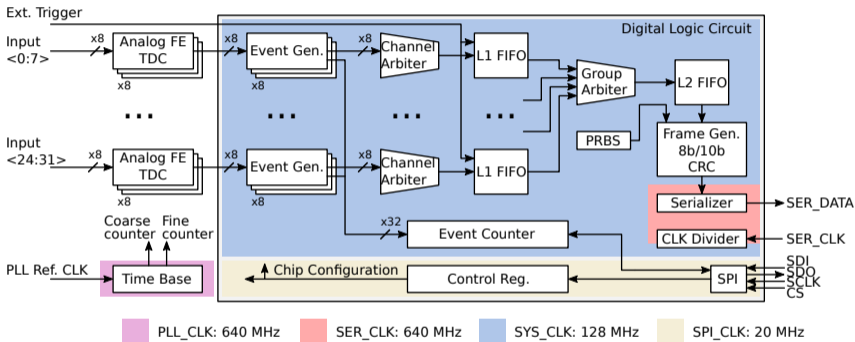 Ext. Trigger
Digital Logic Circuit
Input
<0:7>
x8
Analog FE
TDC
x8
x8
Event Gen.
x8
x8
Channel
Arbiter
L1 FIFO
Group
Arbiter
L2 FIFO
...
...
...
...
PRBS
Frame Gen.
8b/10b
CRC
Input
<24:31>
x8
Analog FE
TDC
x8
x8
Event Gen.
x8
x8
Channel
Arbiter
L1 FIFO
Serializer
SER_DATA
Coarse
counter
Fine
counter
x32
Event Counter
CLK Divider
SER_CLK
PLL Ref. CLK
Time Base
Chip Configuration
Control Reg.
SPI
SDI
SDO
SCLK
CS
PLL_CLK: 640 MHz
SER_CLK: 640 MHz
SYS_CLK: 128 MHz
SPI_CLK: 20 MHz